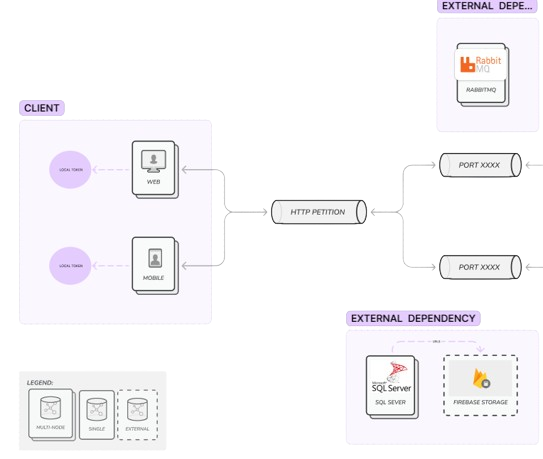 EXTERNAL DEPE...
Rabbit
MQ
RABBITMQ
CLIENT
LOCAL TOKEN
WEB
PORT XXXX
HTTP PETITION
LOCAL TOKEN
MOBILE
PORT XXXX
EXTERNAL DEPENDENCY
Microsoft
SQL Server
SQL SEVER
FIREBASE STORAGE
LEGEND:
MULTI-NODE
SINGLE
EXTERNAL